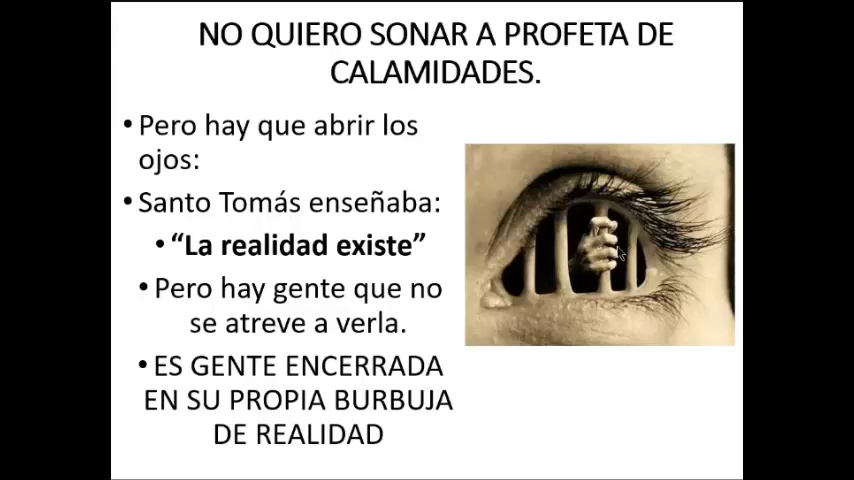 NO QUIERO SONAR A PROFETA DE
CALAMIDADES.
• Pero hay que abrir los
ojos:
• Santo Tomás enseñaba:
• “La realidad existe”
• Pero hay gente que no
se atreve a verla.
• ES GENTE ENCERRADA
EN SU PROPIA BURBUJA
DE REALIDAD